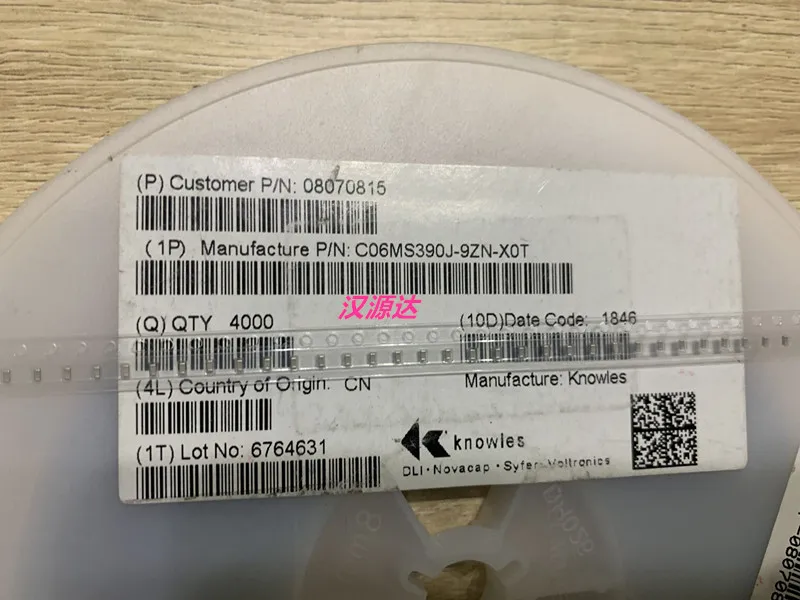 (P) Customer P/N: 08070815
(1P) Manufacture P/N: C06MS390J-9ZN-X0T
汉源达
(Q) QTY 4000
(10D)Date Code: 1846
(4L) Country of Origin: CN
Manufacture: Knowles
(1T) Lot No: 6764631
knowles
DLI·Novacap·Syfer·Voltronics